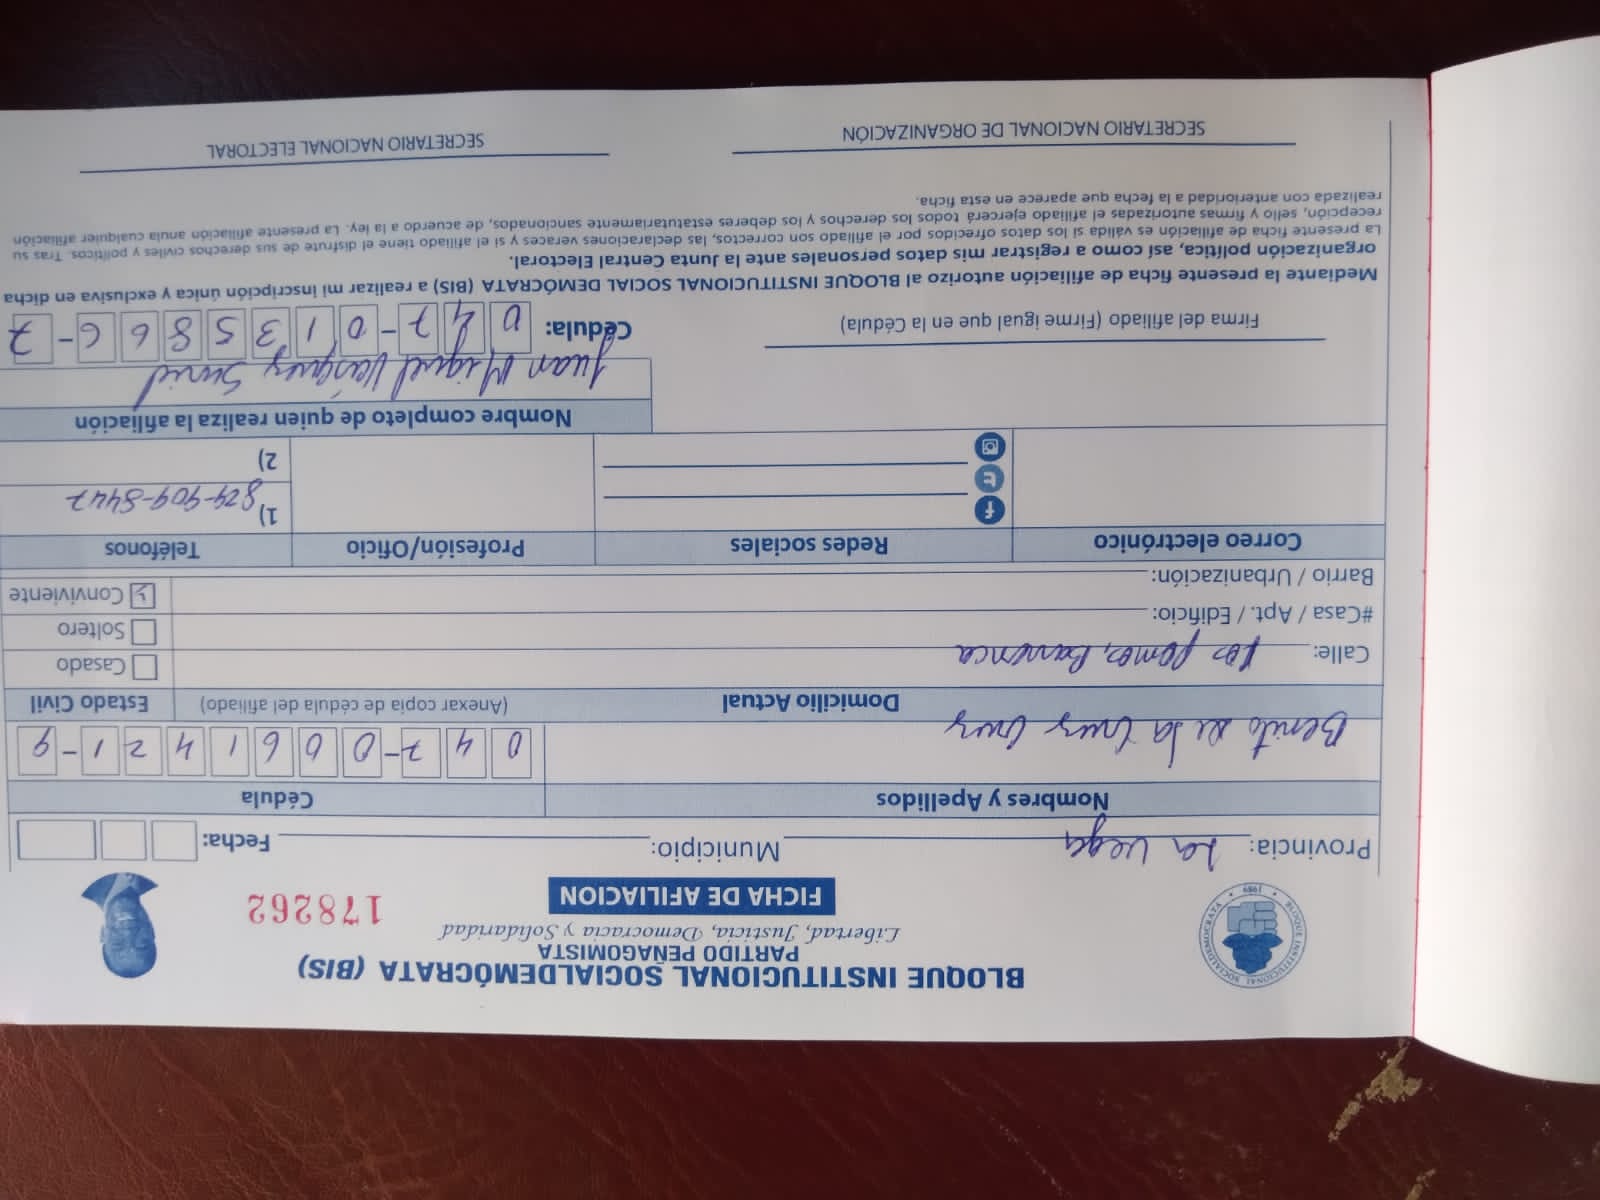 BLOQUE INSTITUCIONAL SOCIALDEMÓCRATA (BIS)
PARTIDO PEÑAGOMISTA
Libertad, Justicia, Democracia y Solidaridad
FICHA DE AFILIACION
178262
BLOQUE INSTITUCIONAL SOCIALDEMOCRATA
1989
Provincia: La Vega Municipio: Fecha:
Nombres y Apellidos Cédula
Benito de la Cruz Cruz 047-0061421-9
Domicilio Actual (Anexar copia de cédula del afiliado) Estado Civil
Calle: Los pomos, Barranca Casado
#Casa / Apt. / Edificio: Soltero
Barrio / Urbanización: Conviviente
Correo electrónico Redes sociales Profesión/Oficio Teléfonos
1) 829-909-8447
2)
Nombre completo de quien realiza la afiliación
Juan Miguel Vásquez
Firma del afiliado (Firme igual que en la Cédula) Cédula: 047-0135866-7
Mediante la presente ficha de afiliación autorizo al BLOQUE INSTITUCIONAL SOCIAL DEMÓCRATA (BIS) a realizar mi inscripción única y exclusiva en dicha
organización política, así como a registrar mis datos personales ante la Junta Central Electoral.
La presente ficha de afiliación es válida si los datos ofrecidos por el afiliado son correctos, las declaraciones veraces y si el afiliado tiene el disfrute de sus derechos civiles y políticos. Tras su
recepción, sello y firmas autorizadas el afiliado ejercerá todos los derechos y los deberes estatutariamente sancionados, de acuerdo a la ley. La presente afiliación anula cualquier afiliación
realizada con anterioridad a la fecha que aparece en esta ficha.
SECRETARIO NACIONAL DE ORGANIZACIÓN SECRETARIO NACIONAL ELECTORAL